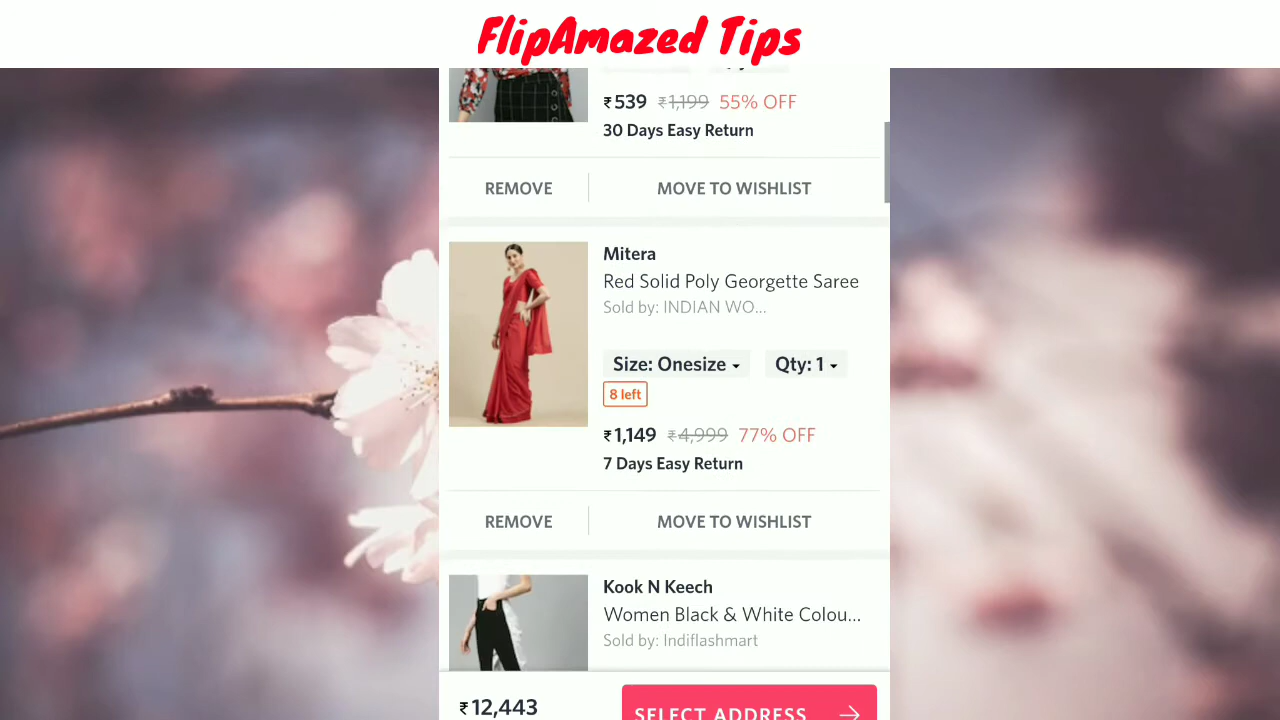 FlipAmazed Tips
₹539 ₹1,199 55% OFF
30 Days Easy Return
REMOVE MOVE TO WISHLIST
Mitera
Red Solid Poly Georgette Saree
Sold by: INDIAN WO...
Size: Onesize Qty: 1
8 left
₹1,149 ₹4,999 77% OFF
7 Days Easy Return
REMOVE MOVE TO WISHLIST
Kook N Keech
Women Black & White Colou...
Sold by: Indiflashmart
₹12,443 SELECT ADDRESS